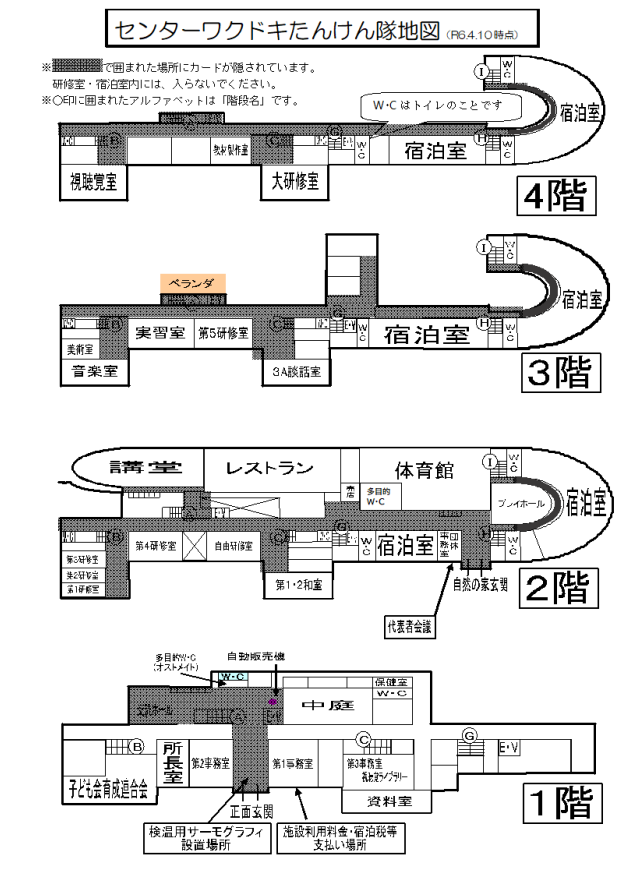 センターワクドキたんけん隊地図（R6.4.10時点）
※　　　で囲まれた場所にカードが隠されています。
研修室・宿泊室内には、入らないでください。
※○印に囲まれたアルファベットは「階段名」です。
W・Cはトイレのことです
I
W・C
宿泊室
A
B
C
G
E・V
W・C
宿泊室
H
W・C
教材製作室
視聴覚室
大研修室
4階
I
W・C
宿泊室
ベランダ
B
実習室
第5研修室
C
G
E・V
W・C
宿泊室
H
W・C
美術室
音楽室
3A談話室
3階
講堂
レストラン
体育館
I
W・C
売店
多目的
W・C
プレイホール
宿泊室
B
第4研修室
自由研修室
C
G
W・C
宿泊室
事務室
団体
H
W・C
第3研修室
第2研修室
第1研修室
第1・2和室
自然の家玄関
2階
代表者会議
多目的W・C
(オストメイト)
自動販売機
W・C
保健室
W・C
中庭
A
E・V
B
所長室
第2事務室
第1事務室
C
第3事務室
G
E・V
子ども会育成連合会
資料室
正面玄関
1階
検温用サーモグラフィ
設置場所
施設利用料金・宿泊税等
支払い場所